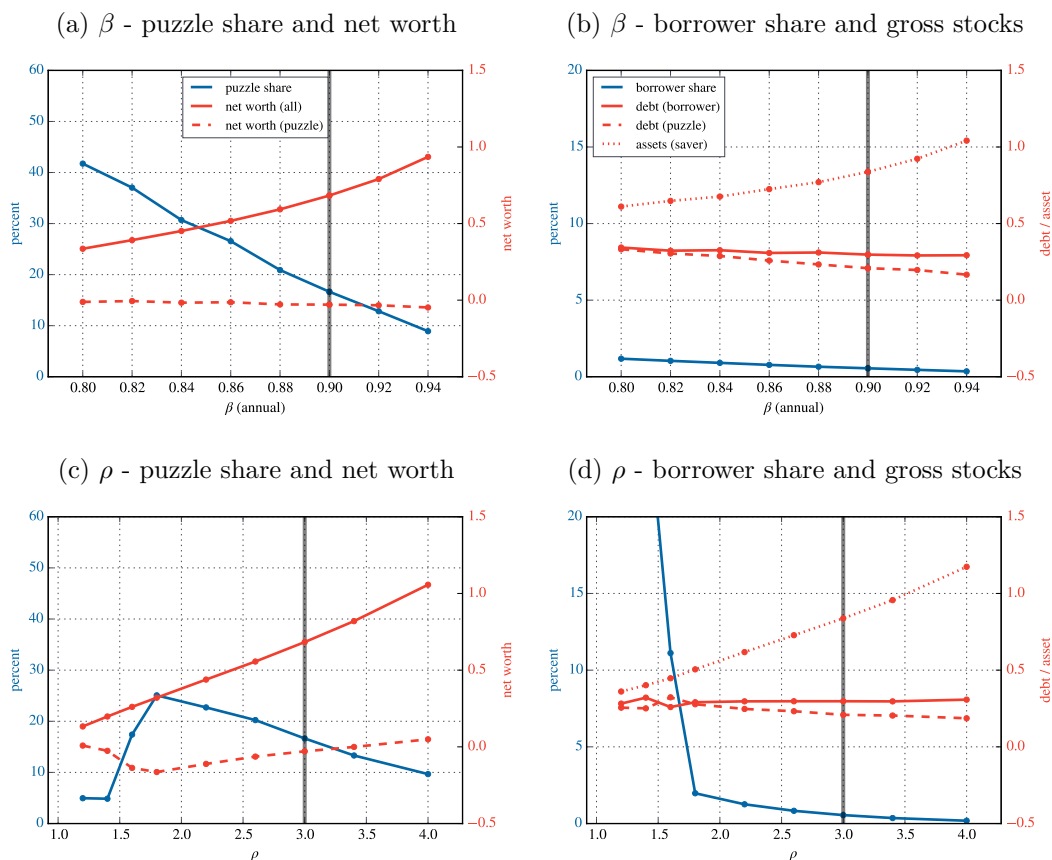 (a) β - puzzle share and net worth
60
50
40
30
20
10
0
percent
1.5
1.0
0.5
0.0
−0.5
net worth
puzzle share
net worth (all)
net worth (puzzle)
0.80 0.82 0.84 0.86 0.88 0.90 0.92 0.94
β (annual)
(b) β - borrower share and gross stocks
20
15
10
5
0
percent
1.5
1.0
0.5
0.0
−0.5
debt / asset
borrower share
debt (borrower)
debt (puzzle)
assets (saver)
0.80 0.82 0.84 0.86 0.88 0.90 0.92 0.94
β (annual)
(c) ρ - puzzle share and net worth
60
50
40
30
20
10
0
percent
1.5
1.0
0.5
0.0
−0.5
net worth
1.0 1.5 2.0 2.5 3.0 3.5 4.0
ρ
(d) ρ - borrower share and gross stocks
20
15
10
5
0
percent
1.5
1.0
0.5
0.0
−0.5
debt / asset
1.0 1.5 2.0 2.5 3.0 3.5 4.0
ρ